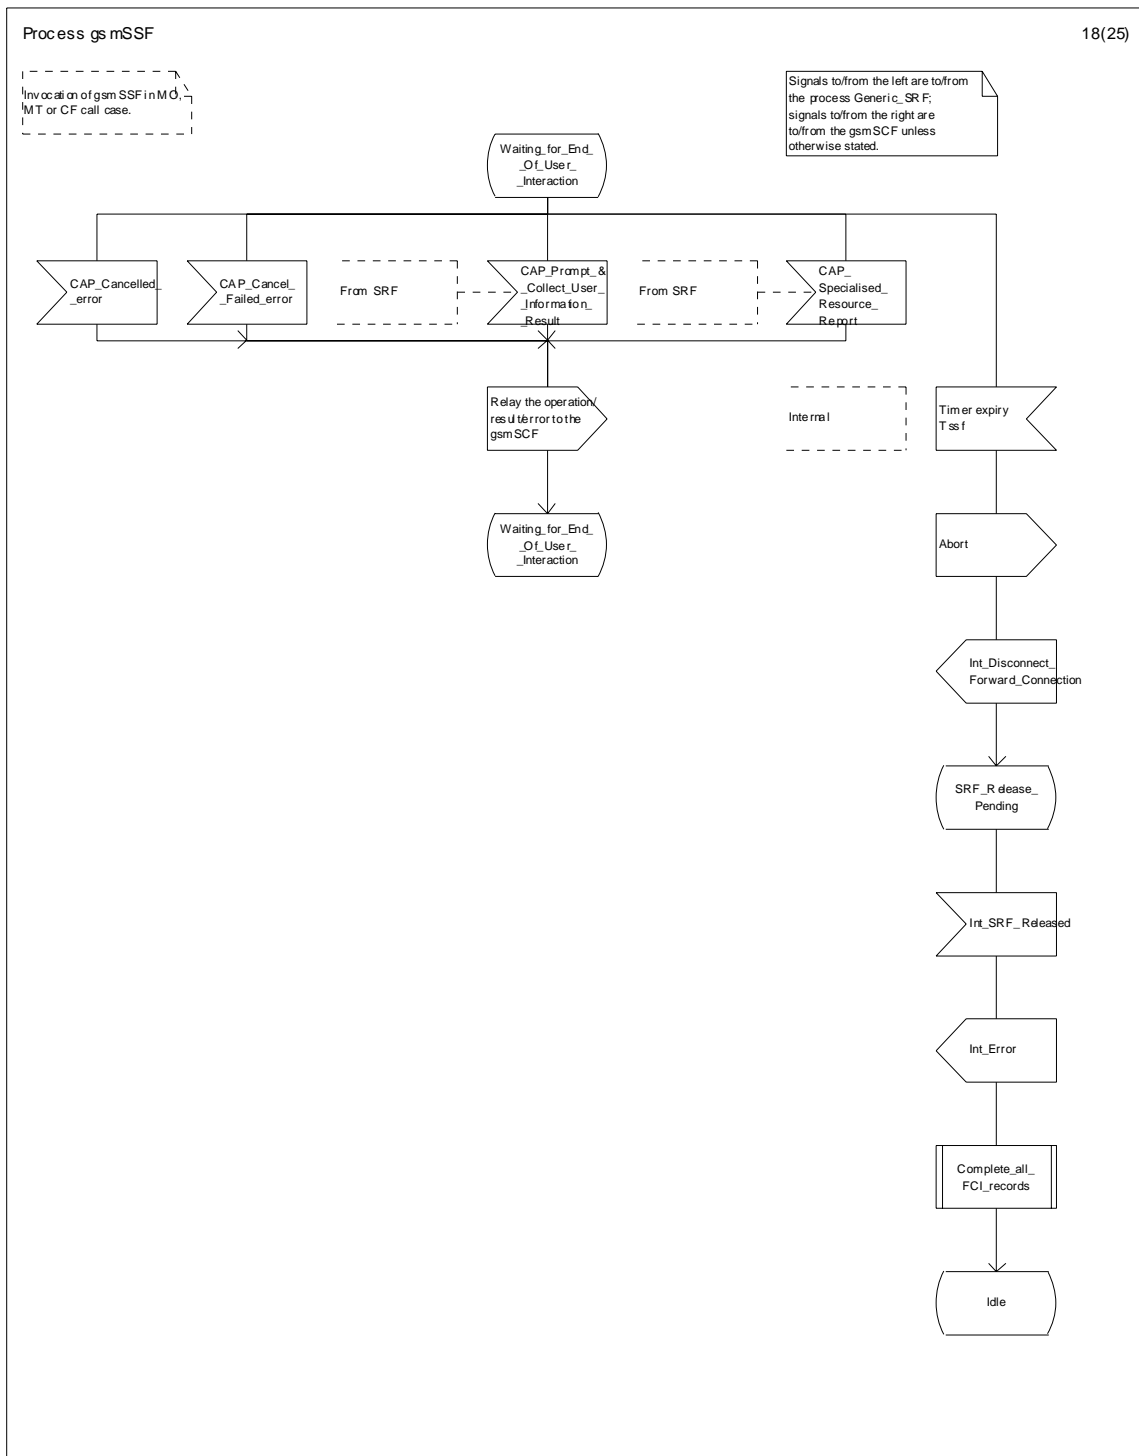 Process gsmSSF
18(25)
Invocation of gsmSSF in MO,
MT or CF call case.
Signals to/from the left are to/from
the process Generic_SRF;
signals to/from the right are
to/from the gsmSCF unless
otherwise stated.
Waiting_for_End_
_Of_User_
_Interaction
CAP_Cancelled_
_error
CAP_Cancel_
_Failed_error
From SRF
CAP_Prompt_&
_Collect_User_
_Information_
_Result
From SRF
CAP_
Specialised_
Resource_
Report
Relay the operation/
result/error to the
gsmSCF
Internal
Timer expiry
Tssf
Waiting_for_End_
_Of_User_
_Interaction
Abort
Int_Disconnect_
Forward_Connection
SRF_Release_
Pending
Int_SRF_Released
Int_Error
Complete_all_
FCI_records
Idle